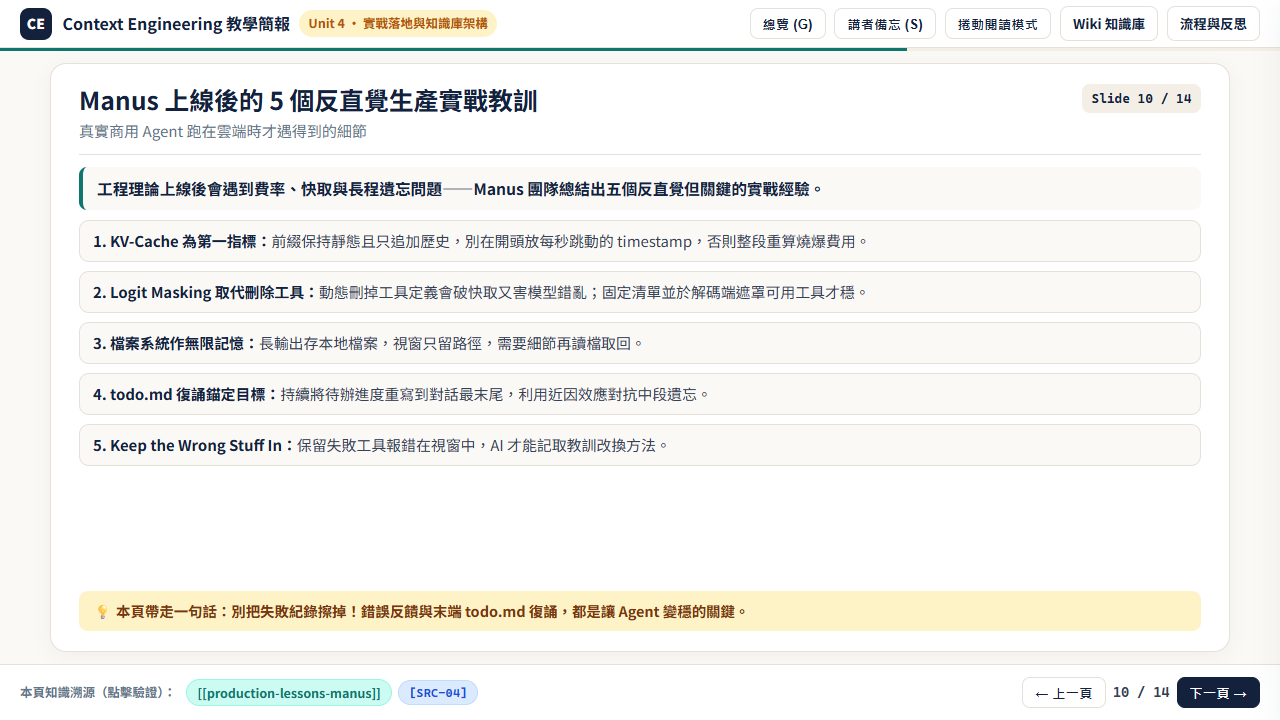 CE Context Engineering 教學簡報 Unit 4 · 實戰落地與知識庫架構 總覽 (G) 講者備忘 (S) 捲動閱讀模式 Wiki 知識庫 流程與反思
Manus 上線後的 5 個反直覺生產實戰教訓
Slide 10 / 14
真實商用 Agent 跑在雲端時才遇得到的細節
工程理論上線後會遇到費率、快取與長程遺忘問題——Manus 團隊總結出五個反直覺但關鍵的實戰經驗。
1. KV-Cache 為第一指標：前綴保持靜態且只追加歷史，別在開頭放每秒跳動的 timestamp，否則整段重算燒爆費用。
2. Logit Masking 取代刪除工具：動態刪掉工具定義會破快取又害模型錯亂；固定清單並於解碼端遮罩可用工具才穩。
3. 檔案系統作無限記憶：長輸出存本地檔案，視窗只留路徑，需要細節再讀檔取回。
4. todo.md 復誦錨定目標：持續將待辦進度重寫到對話最末尾，利用近因效應對抗中段遺忘。
5. Keep the Wrong Stuff In：保留失敗工具報錯在視窗中，AI 才能記取教訓改換方法。
💡 本頁帶走一句話：別把失敗紀錄擦掉！錯誤反饋與末端 todo.md 復誦，都是讓 Agent 變穩的關鍵。
本頁知識溯源（點擊驗證）： [[production-lessons-manus]] [SRC-04] ← 上一頁 10 / 14 下一頁 →